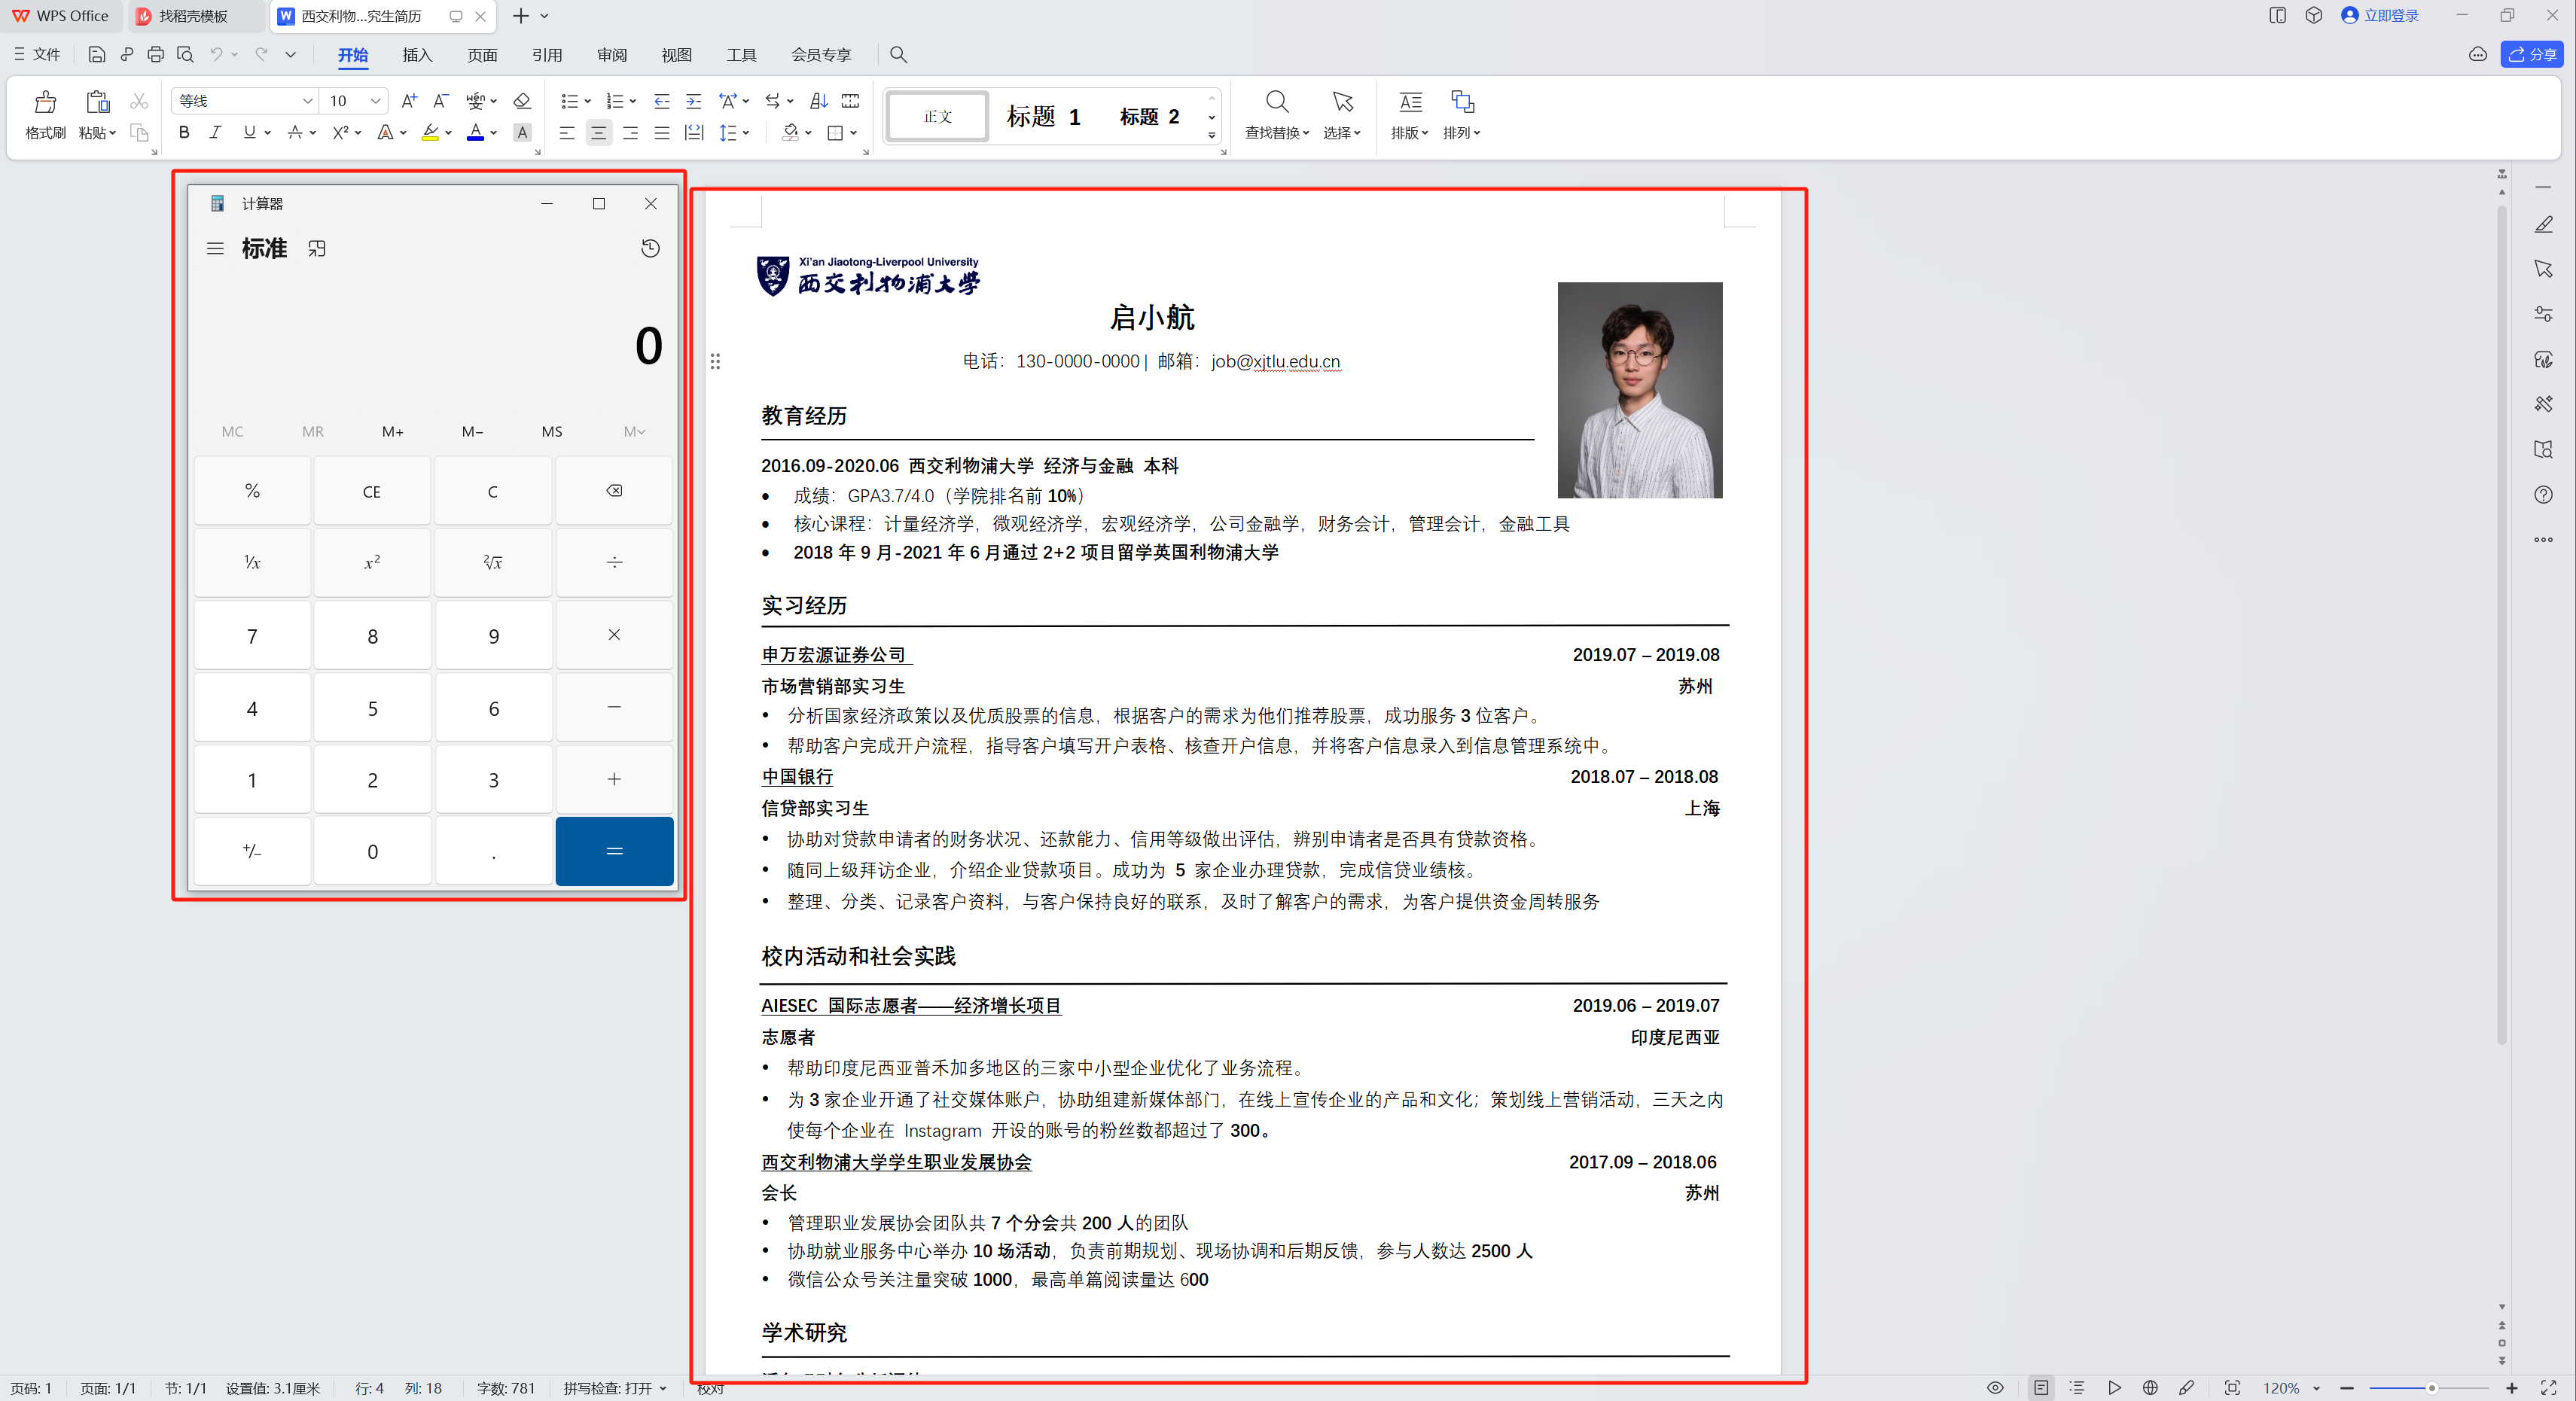 WPS Office 找稻壳模板 西交利物...究生简历 立即登录
文件 开始 插入 页面 引用 审阅 视图 工具 会员专享 分享
等线 10
正文 标题 1 标题 2
格式刷 粘贴 查找替换 选择 排版 排列
计算器
标准
0
MC MR M+ M− MS M
% CE C
⅟x x² ²√x ÷
7 8 9 ×
4 5 6 −
1 2 3 +
+/− 0 . =
Xi'an Jiaotong-Liverpool University
西交利物浦大学
启小航
电话：130-0000-0000 | 邮箱：job@xjtlu.edu.cn
教育经历
2016.09-2020.06 西交利物浦大学 经济与金融 本科
• 成绩：GPA3.7/4.0（学院排名前 10%）
• 核心课程：计量经济学，微观经济学，宏观经济学，公司金融学，财务会计，管理会计，金融工具
• 2018 年 9 月-2021 年 6 月通过 2+2 项目留学英国利物浦大学
实习经历
申万宏源证券公司 2019.07 – 2019.08
市场营销部实习生 苏州
• 分析国家经济政策以及优质股票的信息，根据客户的需求为他们推荐股票，成功服务 3 位客户。
• 帮助客户完成开户流程，指导客户填写开户表格、核查开户信息，并将客户信息录入到信息管理系统中。
中国银行 2018.07 – 2018.08
信贷部实习生 上海
• 协助对贷款申请者的财务状况、还款能力、信用等级做出评估，辨别申请者是否具有贷款资格。
• 随同上级拜访企业，介绍企业贷款项目。成功为 5 家企业办理贷款，完成信贷业绩核。
• 整理、分类、记录客户资料，与客户保持良好的联系，及时了解客户的需求，为客户提供资金周转服务
校内活动和社会实践
AIESEC 国际志愿者——经济增长项目 2019.06 – 2019.07
志愿者 印度尼西亚
• 帮助印度尼西亚普禾加多地区的三家中小型企业优化了业务流程。
• 为 3 家企业开通了社交媒体账户，协助组建新媒体部门，在线上宣传企业的产品和文化；策划线上营销活动，三天之内
使每个企业在 Instagram 开设的账号的粉丝数都超过了 300。
西交利物浦大学学生职业发展协会 2017.09 – 2018.06
会长 苏州
• 管理职业发展协会团队共 7 个分会共 200 人的团队
• 协助就业服务中心举办 10 场活动，负责前期规划、现场协调和后期反馈，参与人数达 2500 人
• 微信公众号关注量突破 1000，最高单篇阅读量达 600
学术研究
页码: 1 页面: 1/1 节: 1/1 设置值: 3.1厘米 行: 4 列: 18 字数: 781 拼写检查: 打开 校对 120%